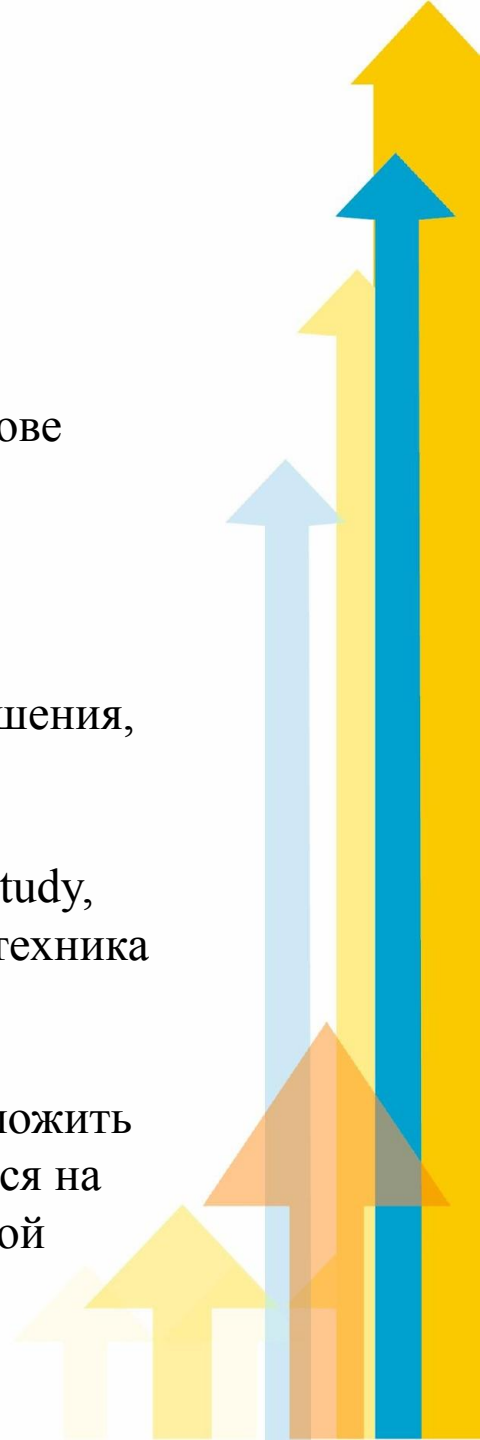 ове
шения,
tudy,
техника
ложить
ся на
ой